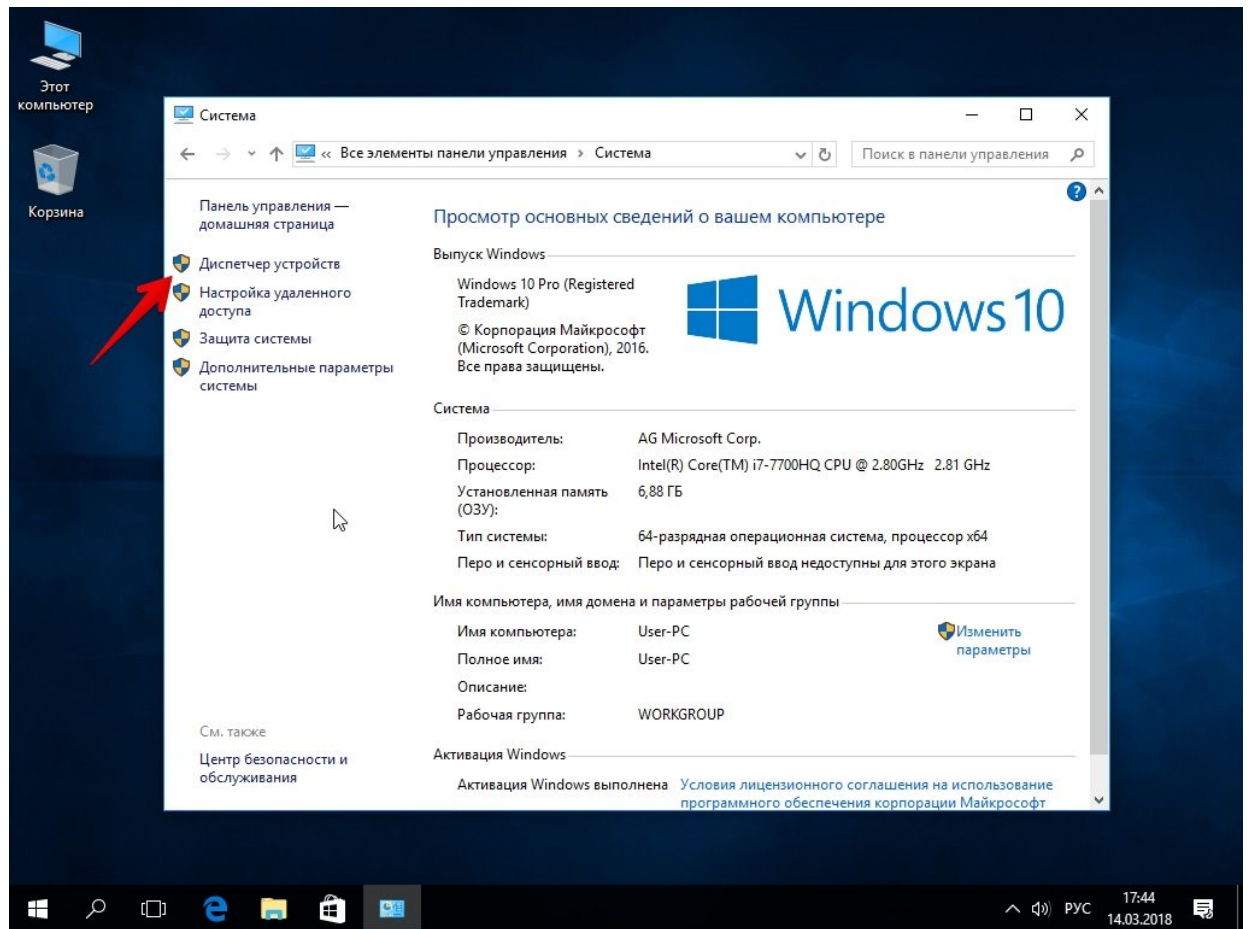 Этот
компьютер
Корзина
Система
« Все элементы панели управления › Система
Поиск в панели управления
Панель управления —
домашняя страница
Диспетчер устройств
Настройка удаленного
доступа
Защита системы
Дополнительные параметры
системы
См. также
Центр безопасности и
обслуживания
Просмотр основных сведений о вашем компьютере
Выпуск Windows
Windows 10 Pro (Registered
Trademark)
© Корпорация Майкрософт
(Microsoft Corporation), 2016.
Все права защищены.
Windows 10
Система
Производитель: AG Microsoft Corp.
Процессор: Intel(R) Core(TM) i7-7700HQ CPU @ 2.80GHz 2.81 GHz
Установленная память 6,88 ГБ
(ОЗУ):
Тип системы: 64-разрядная операционная система, процессор x64
Перо и сенсорный ввод: Перо и сенсорный ввод недоступны для этого экрана
Имя компьютера, имя домена и параметры рабочей группы
Имя компьютера: User-PC
Изменить
параметры
Полное имя: User-PC
Описание:
Рабочая группа: WORKGROUP
Активация Windows
Активация Windows выполнена Условия лицензионного соглашения на использование
программного обеспечения корпорации Майкрософт
РУС
17:44
14.03.2018